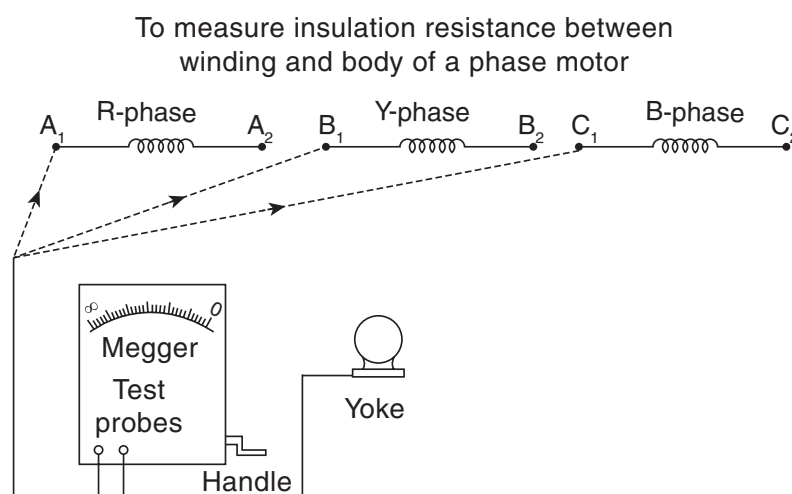 To measure insulation resistance between
winding and body of a phase motor
R-phase Y-phase B-phase
A1 A2 B1 B2 C1 C2
∞ 0
Megger
Test
probes
Yoke
Handle